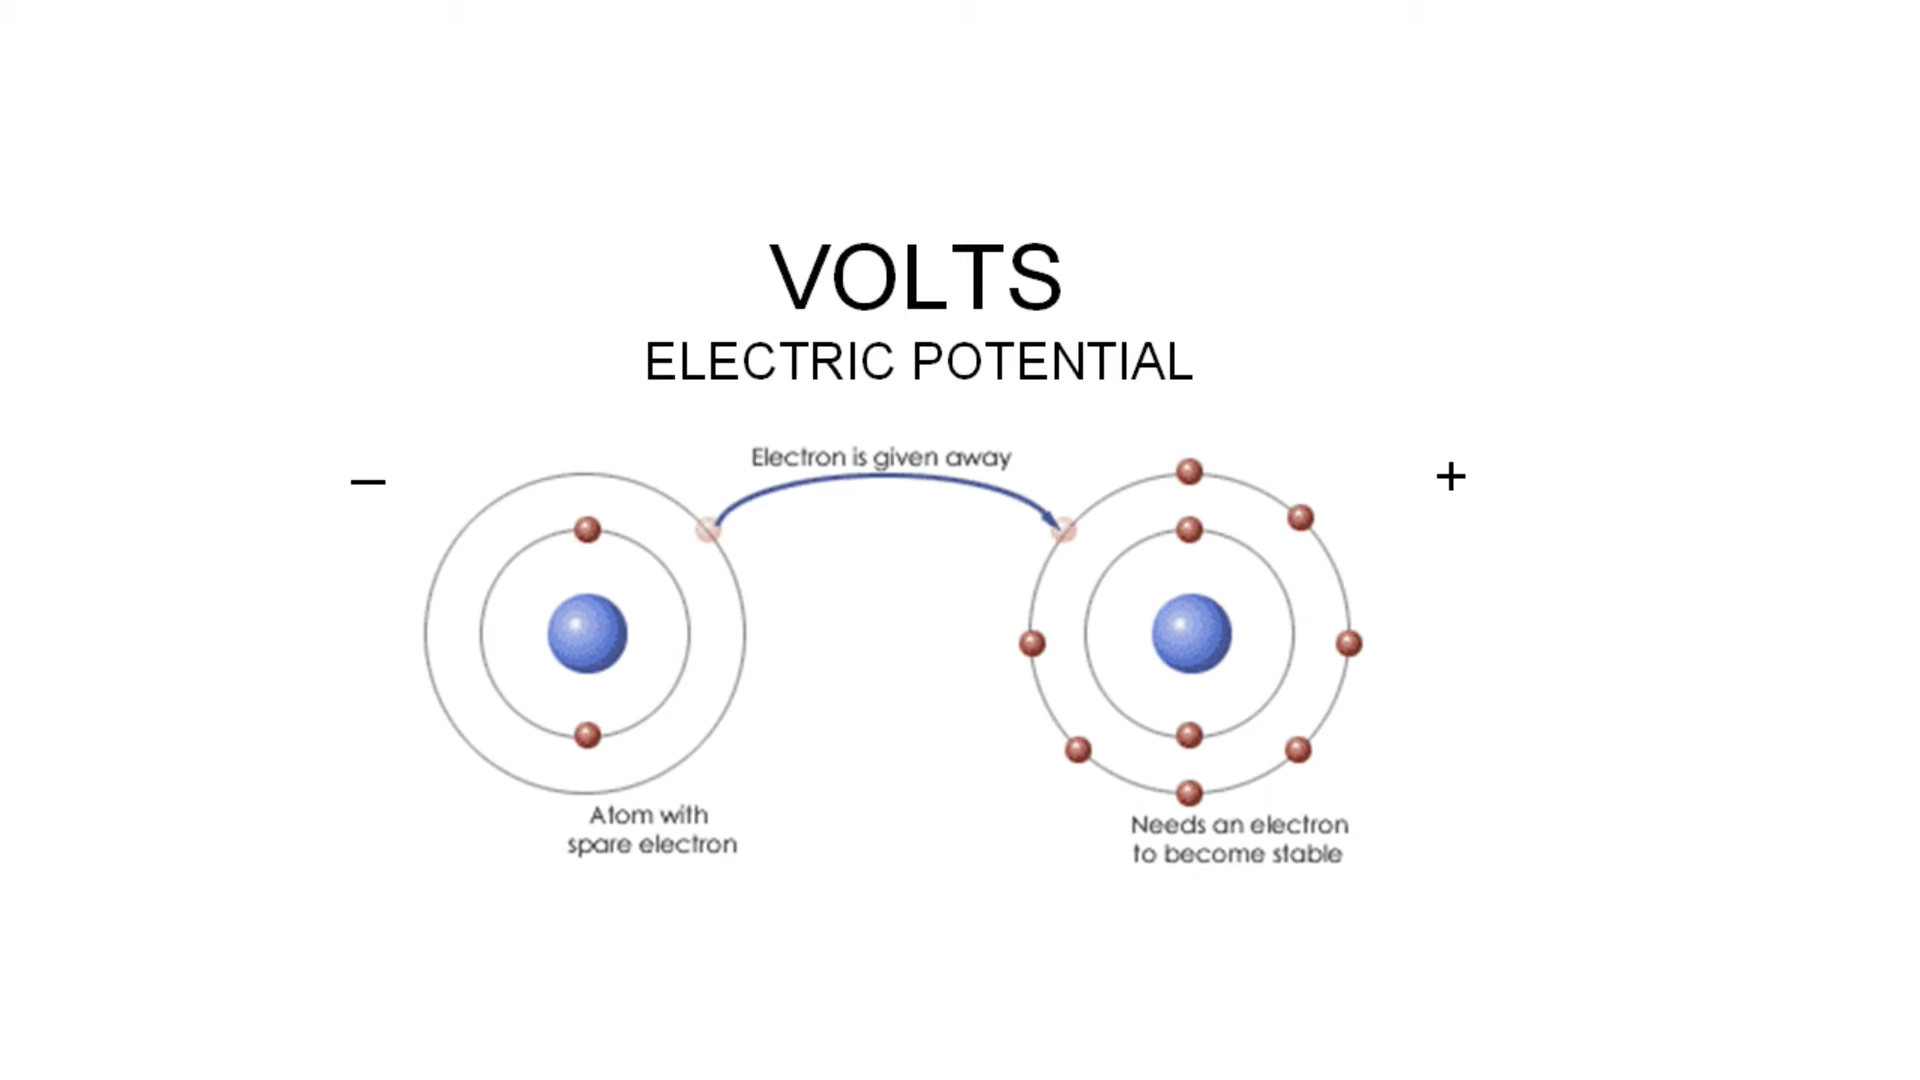 VOLTS
ELECTRIC POTENTIAL
Electron is given away
–
+
Atom with
spare electron
Needs an electron
to become stable